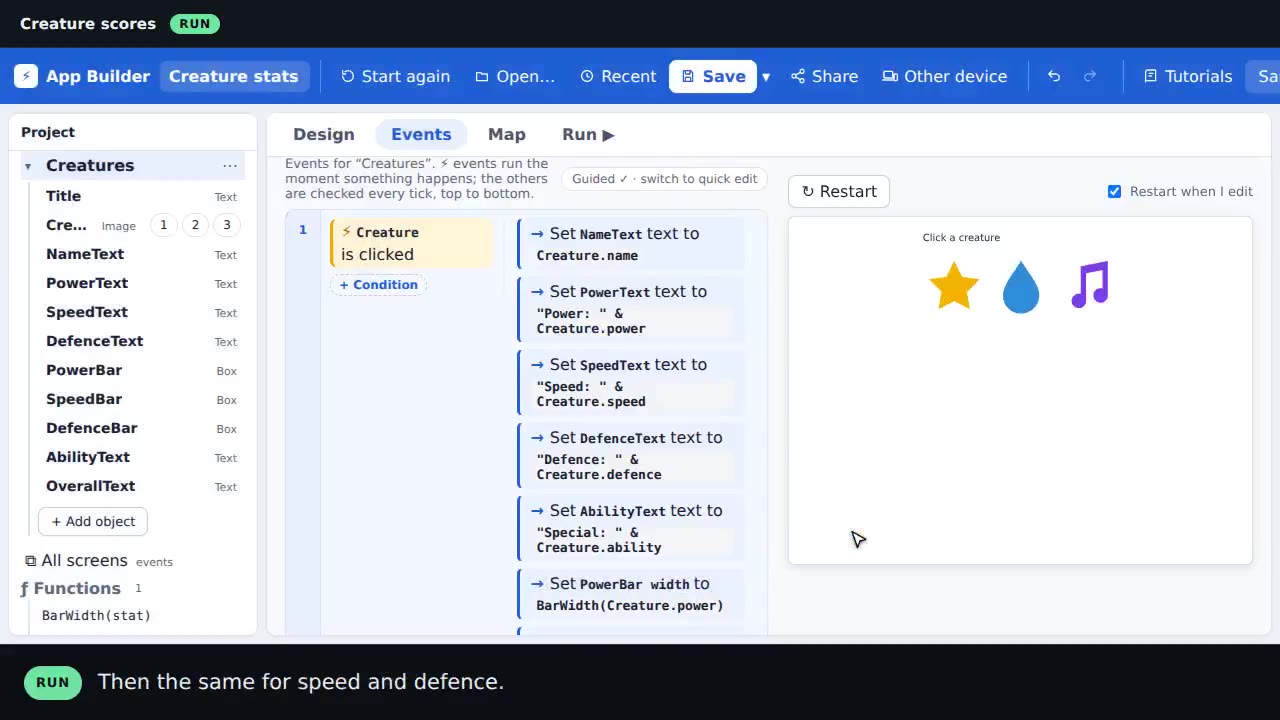 Creature scores RUN
⚡ App Builder Creature stats Start again Open... Recent Save ▾ Share Other device Tutorials
Project
Design Events Map Run ▶
▾ Creatures ···
Title Text
Cre... Image 1 2 3
NameText Text
PowerText Text
SpeedText Text
DefenceText Text
PowerBar Box
SpeedBar Box
DefenceBar Box
AbilityText Text
OverallText Text
+ Add object
All screens events
ƒ Functions 1
BarWidth(stat)
Events for “Creatures”. ⚡ events run the
moment something happens; the others
are checked every tick, top to bottom.
Guided ✓ · switch to quick edit
1
⚡ Creature
is clicked
+ Condition
→ Set NameText text to
Creature.name
→ Set PowerText text to
"Power: " &
Creature.power
→ Set SpeedText text to
"Speed: " &
Creature.speed
→ Set DefenceText text to
"Defence: " &
Creature.defence
→ Set AbilityText text to
"Special: " &
Creature.ability
→ Set PowerBar width to
BarWidth(Creature.power)
↻ Restart
Restart when I edit
Click a creature
RUN Then the same for speed and defence.